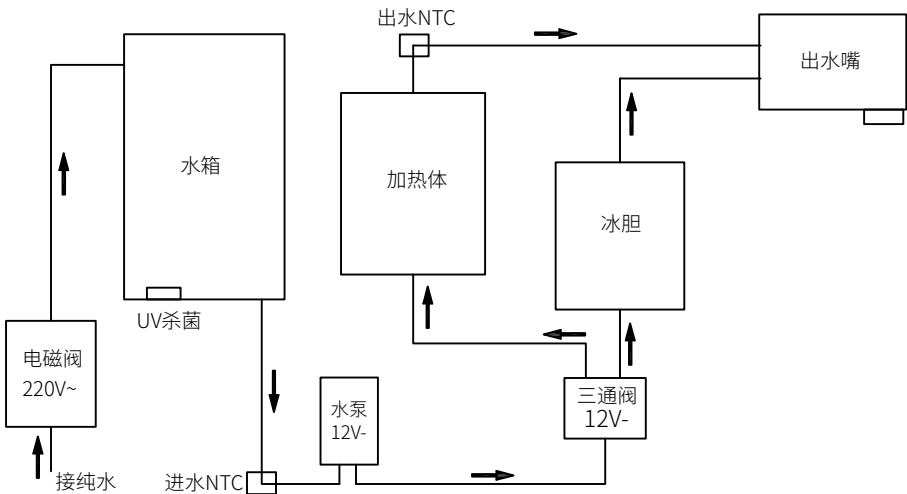 出水NTC
出水嘴
水箱
加热体
冰胆
UV杀菌
电磁阀
220V~
水泵
12V-
三通阀
12V-
接纯水
进水NTC